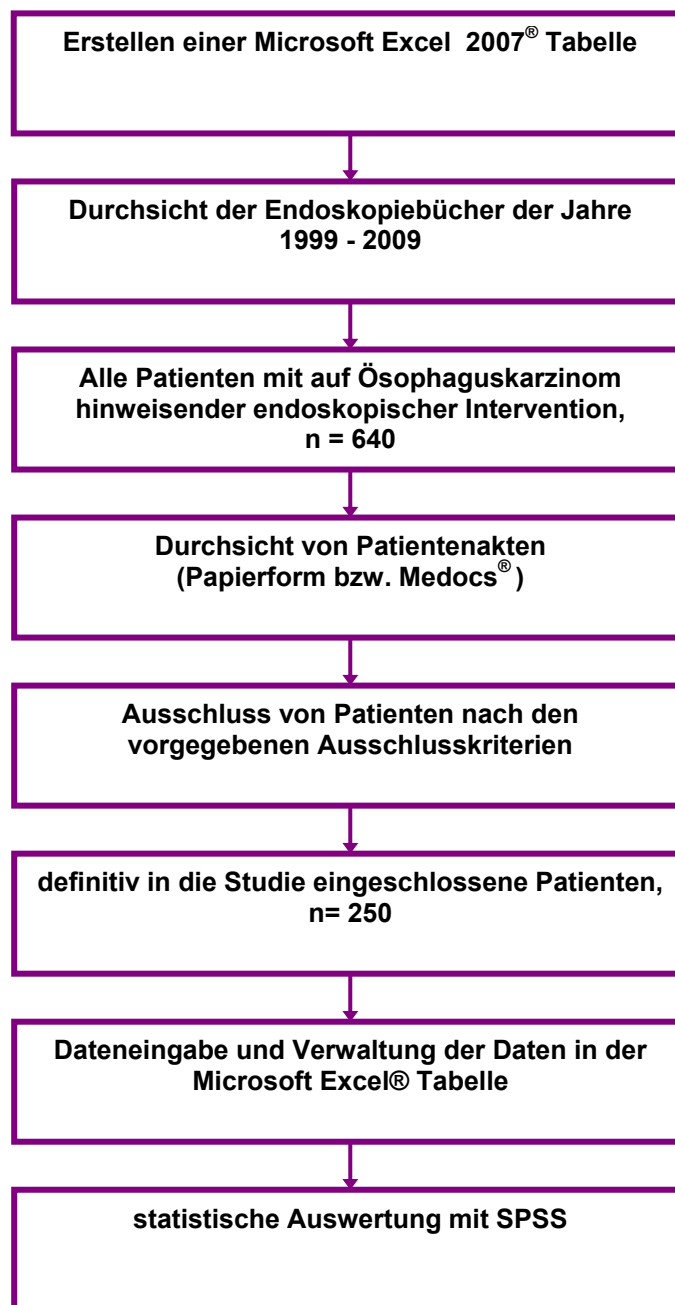 Erstellen einer Microsoft Excel 2007® Tabelle
Durchsicht der Endoskopiebücher der Jahre
1999 - 2009
Alle Patienten mit auf Ösophaguskarzinom
hinweisender endoskopischer Intervention,
n = 640
Durchsicht von Patientenakten
(Papierform bzw. Medocs® )
Ausschluss von Patienten nach den
vorgegebenen Ausschlusskriterien
definitiv in die Studie eingeschlossene Patienten,
n= 250
Dateneingabe und Verwaltung der Daten in der
Microsoft Excel® Tabelle
statistische Auswertung mit SPSS